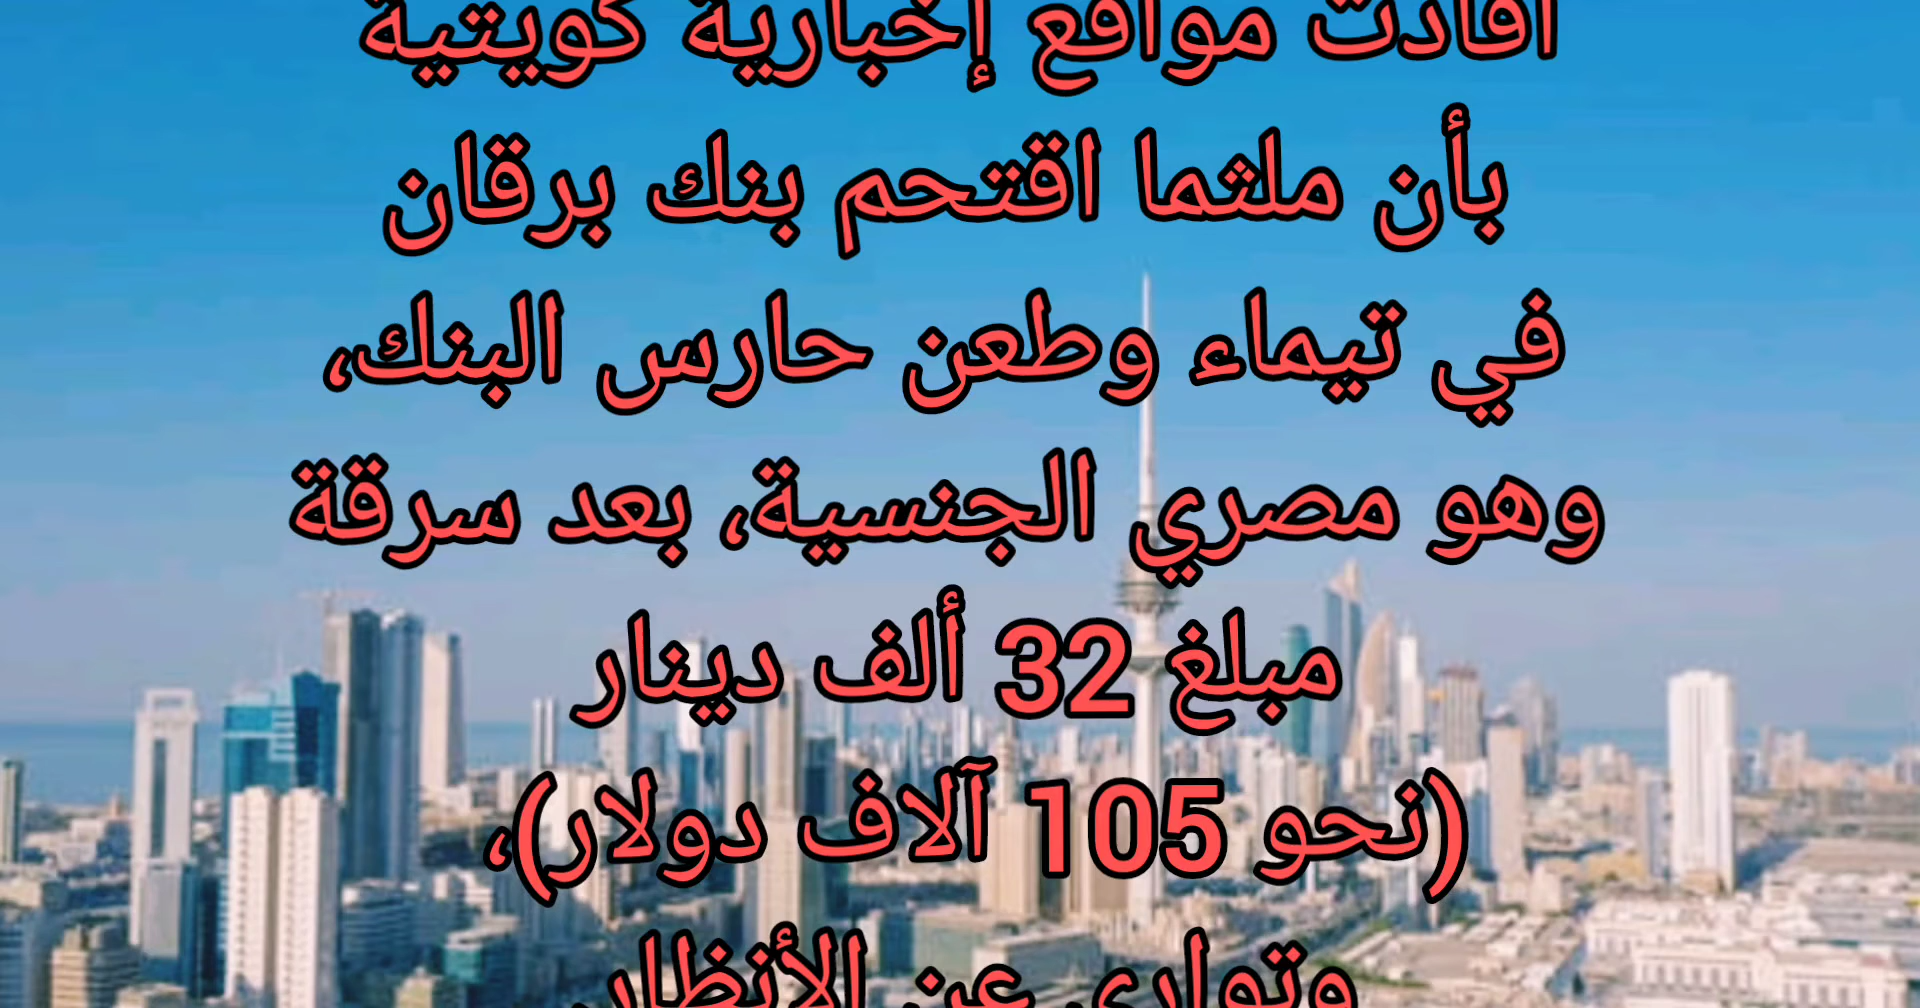 أفادت مواقع إخبارية كويتية
بأن ملثما اقتحم بنك برقان
في تيماء وطعن حارس البنك،
وهو مصري الجنسية، بعد سرقة
مبلغ 32 ألف دينار
(نحو 105 آلاف دولار)،
وتوارى عن الأنظار